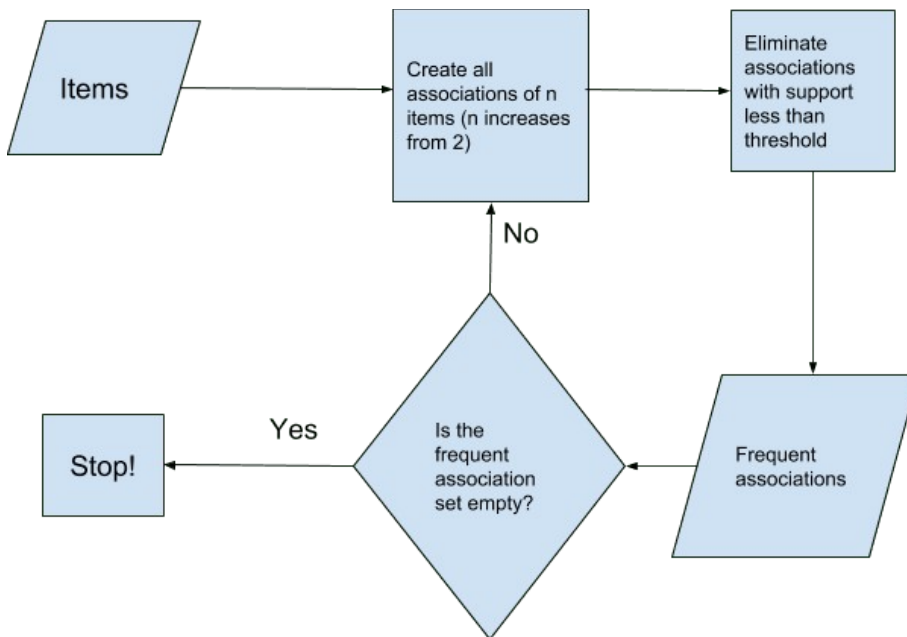 Items
Create all
associations of n
items (n increases
from 2)
Eliminate
associations
with support
less than
threshold
No
Yes
Stop!
Is the
frequent
association
set empty?
Frequent
associations